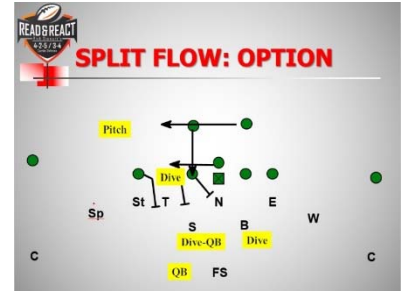 READ&REACT
4-2-5 / 3-4
SPLIT FLOW: OPTION
Pitch
Dive
St T N E
Sp
W
S B
Dive-QB Dive
C C
QB FS